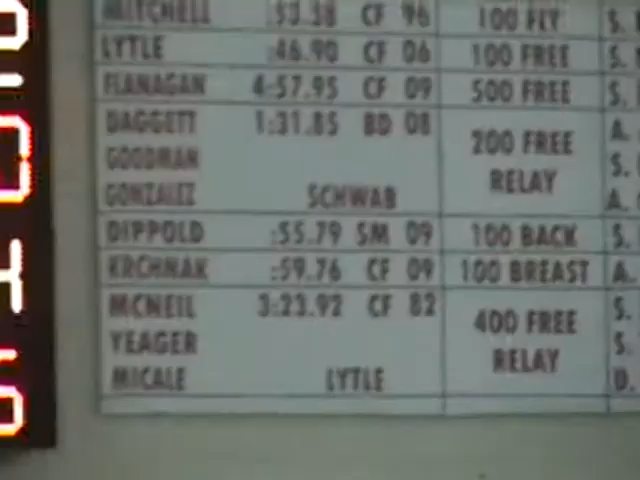 MITCHELL :53.38 CF 96 100 FLY S.
LYTLE :46.90 CF 06 100 FREE S.
FLANAGAN 4:57.95 CF 09 500 FREE S.
DAGGETT 1:31.85 BD 08 200 FREE A.
GOODMAN RELAY S.
GONZALEZ SCHWAB A.
DIPPOLD :55.79 SM 09 100 BACK S.
KRCHNAK :59.76 CF 09 100 BREAST A.
MCNEIL 3:23.92 CF 82 400 FREE S.
YEAGER RELAY S.
MICALE LYTLE D.